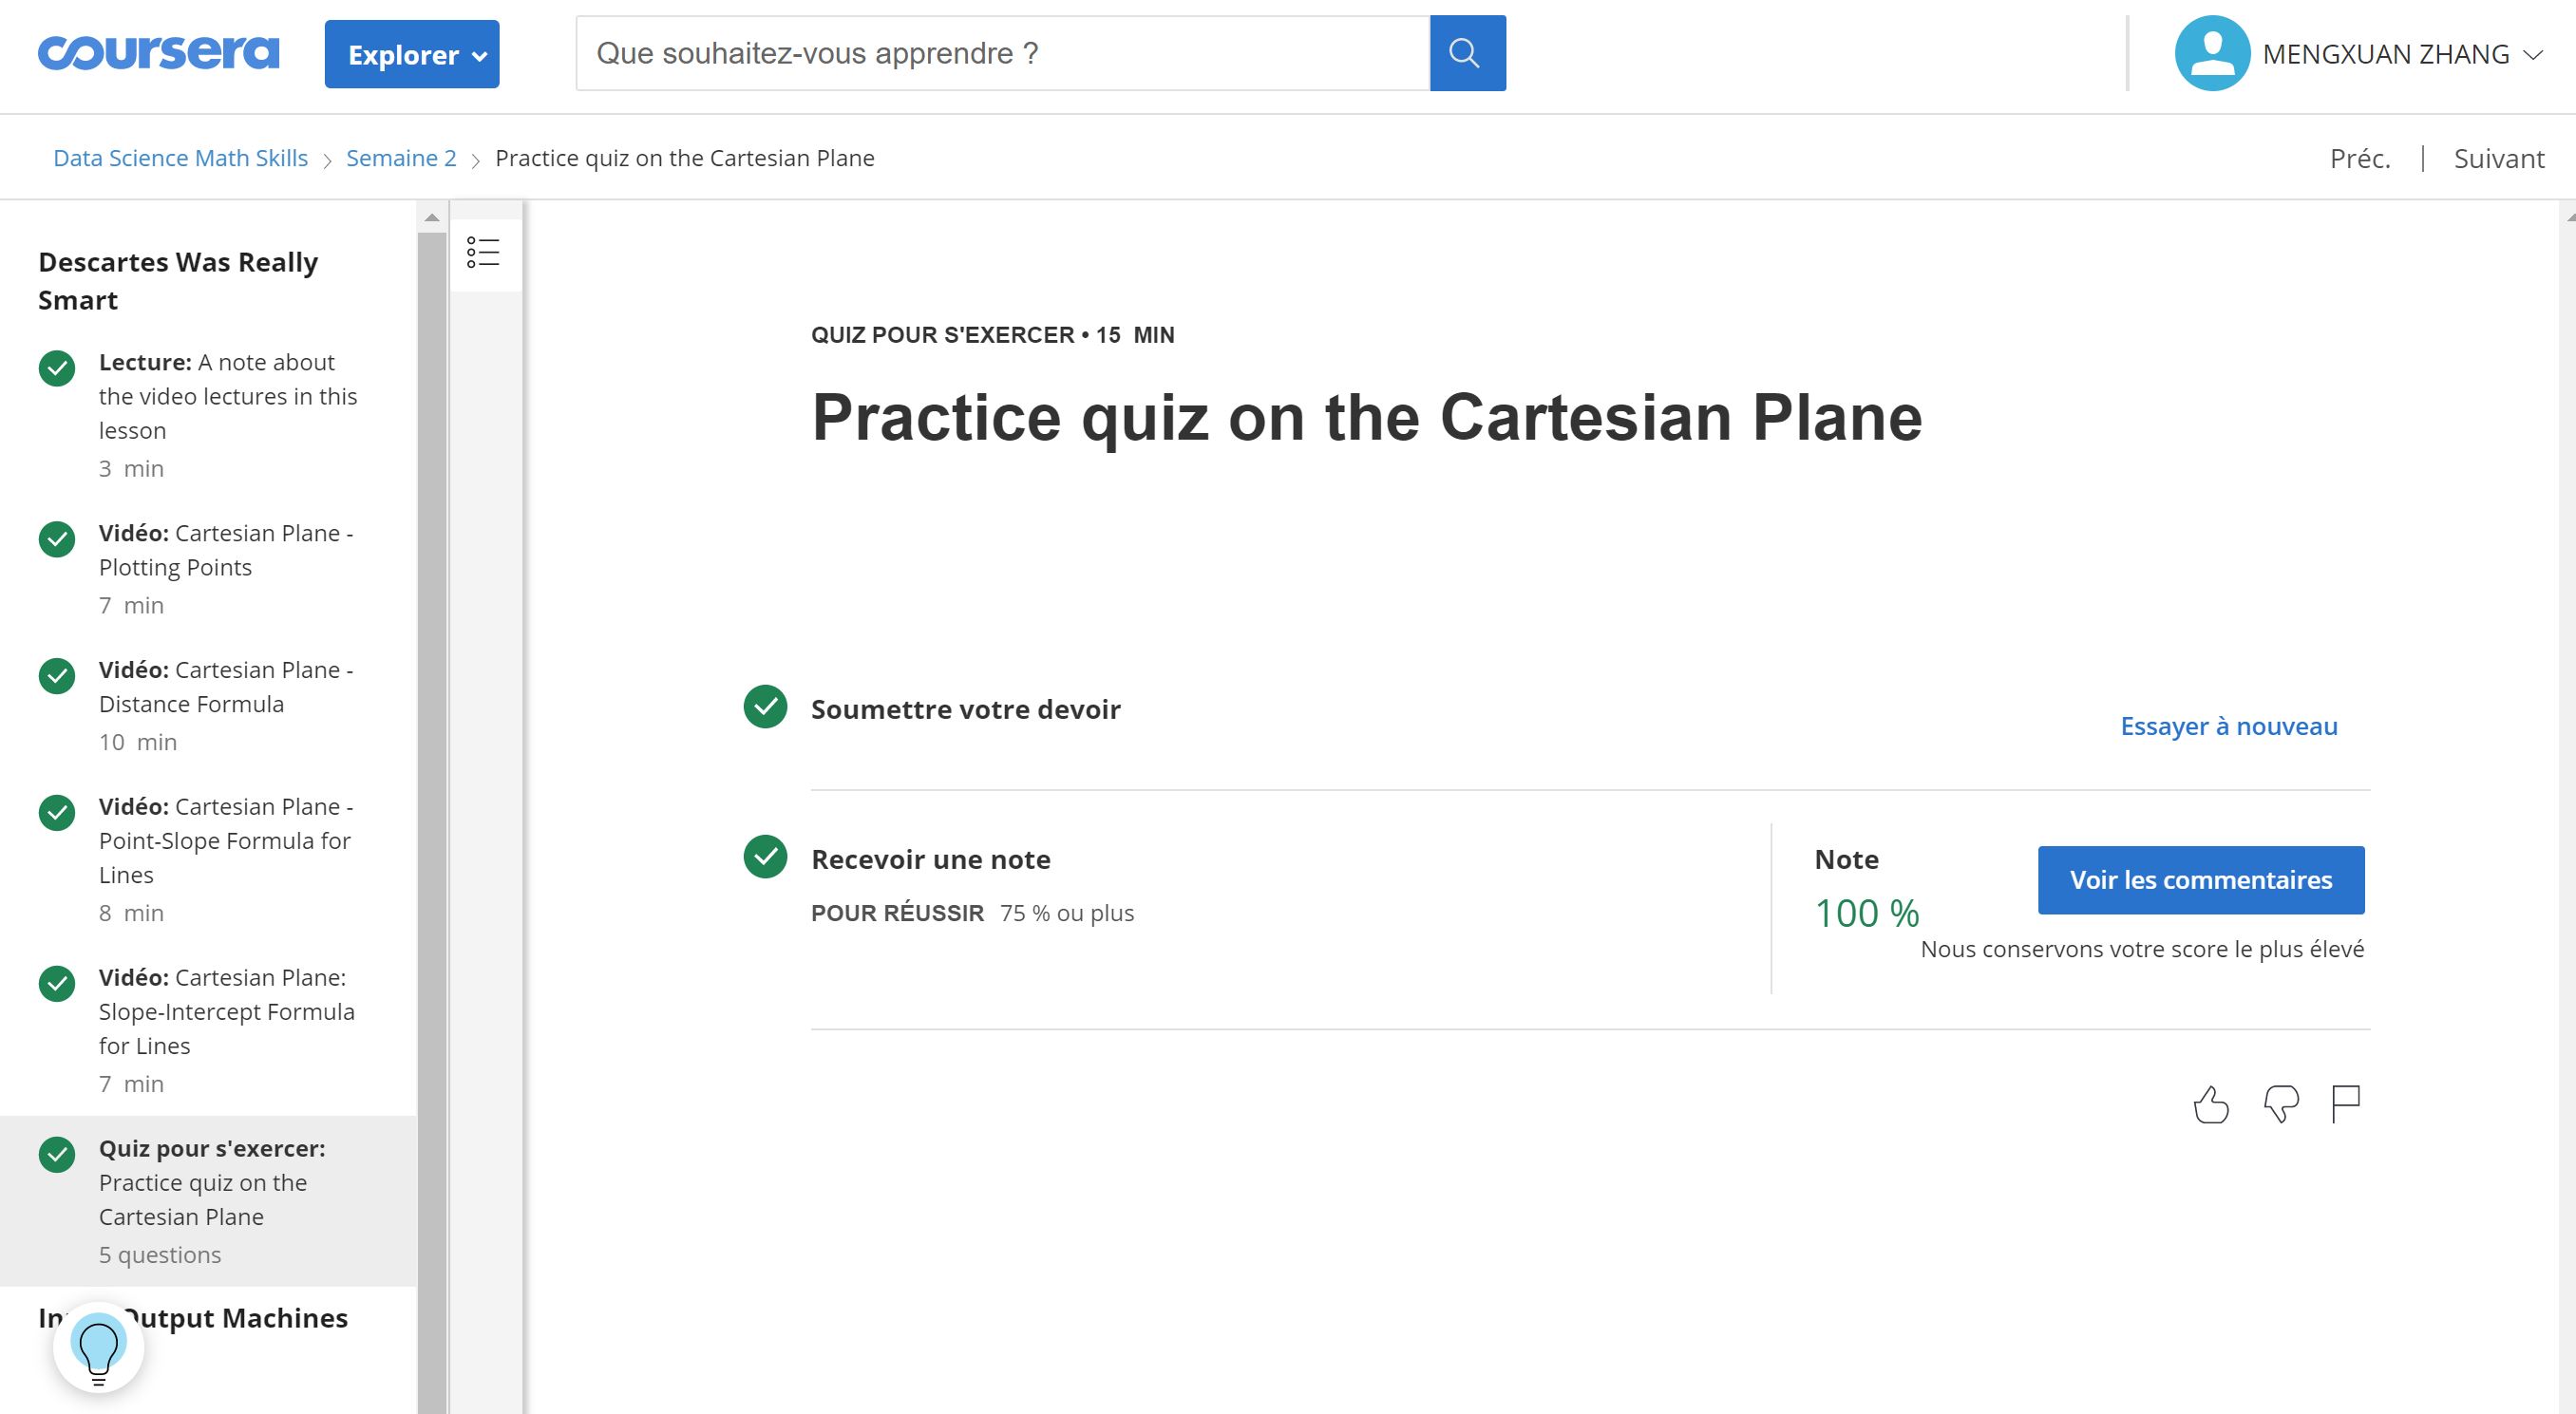 coursera
Explorer
Que souhaitez-vous apprendre ?
MENGXUAN ZHANG
Data Science Math Skills
Semaine 2
Practice quiz on the Cartesian Plane
Préc.
Suivant
Descartes Was Really
Smart
Lecture: A note about
the video lectures in this
lesson
3 min
Vidéo: Cartesian Plane -
Plotting Points
7 min
Vidéo: Cartesian Plane -
Distance Formula
10 min
Vidéo: Cartesian Plane -
Point-Slope Formula for
Lines
8 min
Vidéo: Cartesian Plane:
Slope-Intercept Formula
for Lines
7 min
Quiz pour s'exercer:
Practice quiz on the
Cartesian Plane
5 questions
Output Machines
QUIZ POUR S'EXERCER • 15 MIN
Practice quiz on the Cartesian Plane
Soumettre votre devoir
Essayer à nouveau
Recevoir une note
POUR RÉUSSIR 75 % ou plus
Note
100 %
Voir les commentaires
Nous conservons votre score le plus élevé